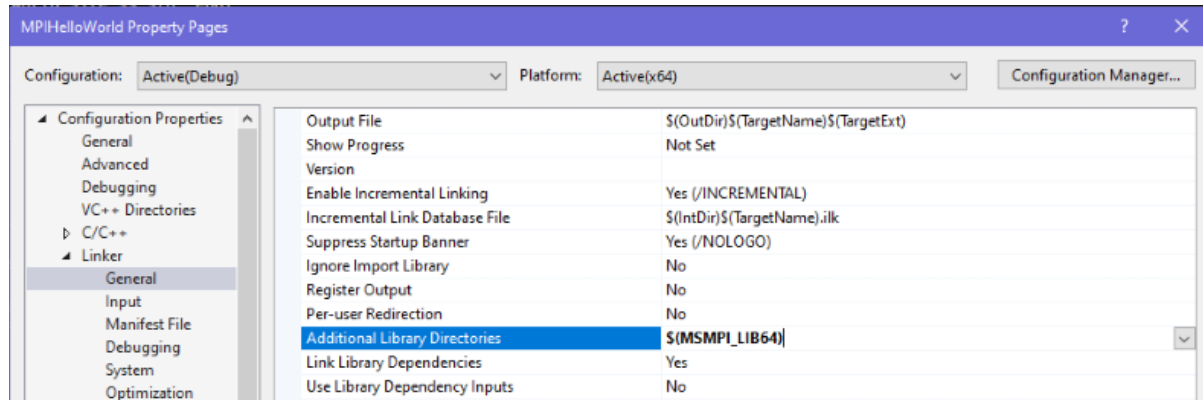 MPIHelloWorld Property Pages ? ✕
Configuration: Active(Debug) Platform: Active(x64) Configuration Manager...
Configuration Properties
General
Advanced
Debugging
VC++ Directories
C/C++
Linker
General
Input
Manifest File
Debugging
System
Optimization
Output File $(OutDir)$(TargetName)$(TargetExt)
Show Progress Not Set
Version
Enable Incremental Linking Yes (/INCREMENTAL)
Incremental Link Database File $(IntDir)$(TargetName).ilk
Suppress Startup Banner Yes (/NOLOGO)
Ignore Import Library No
Register Output No
Per-user Redirection No
Additional Library Directories $(MSMPI_LIB64)
Link Library Dependencies Yes
Use Library Dependency Inputs No